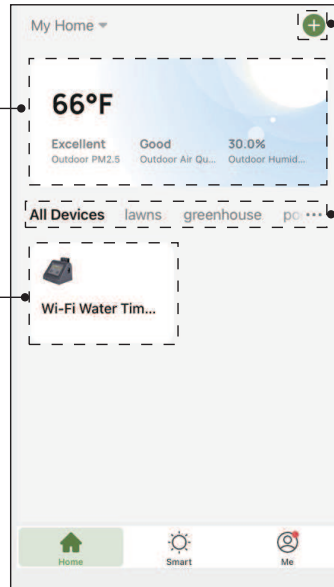 My Home
66°F
Excellent Good 30.0%
Outdoor PM2.5 Outdoor Air Qu... Outdoor Humid...
All Devices lawns greenhouse po ...
Wi-Fi Water Tim...
Home Smart Me